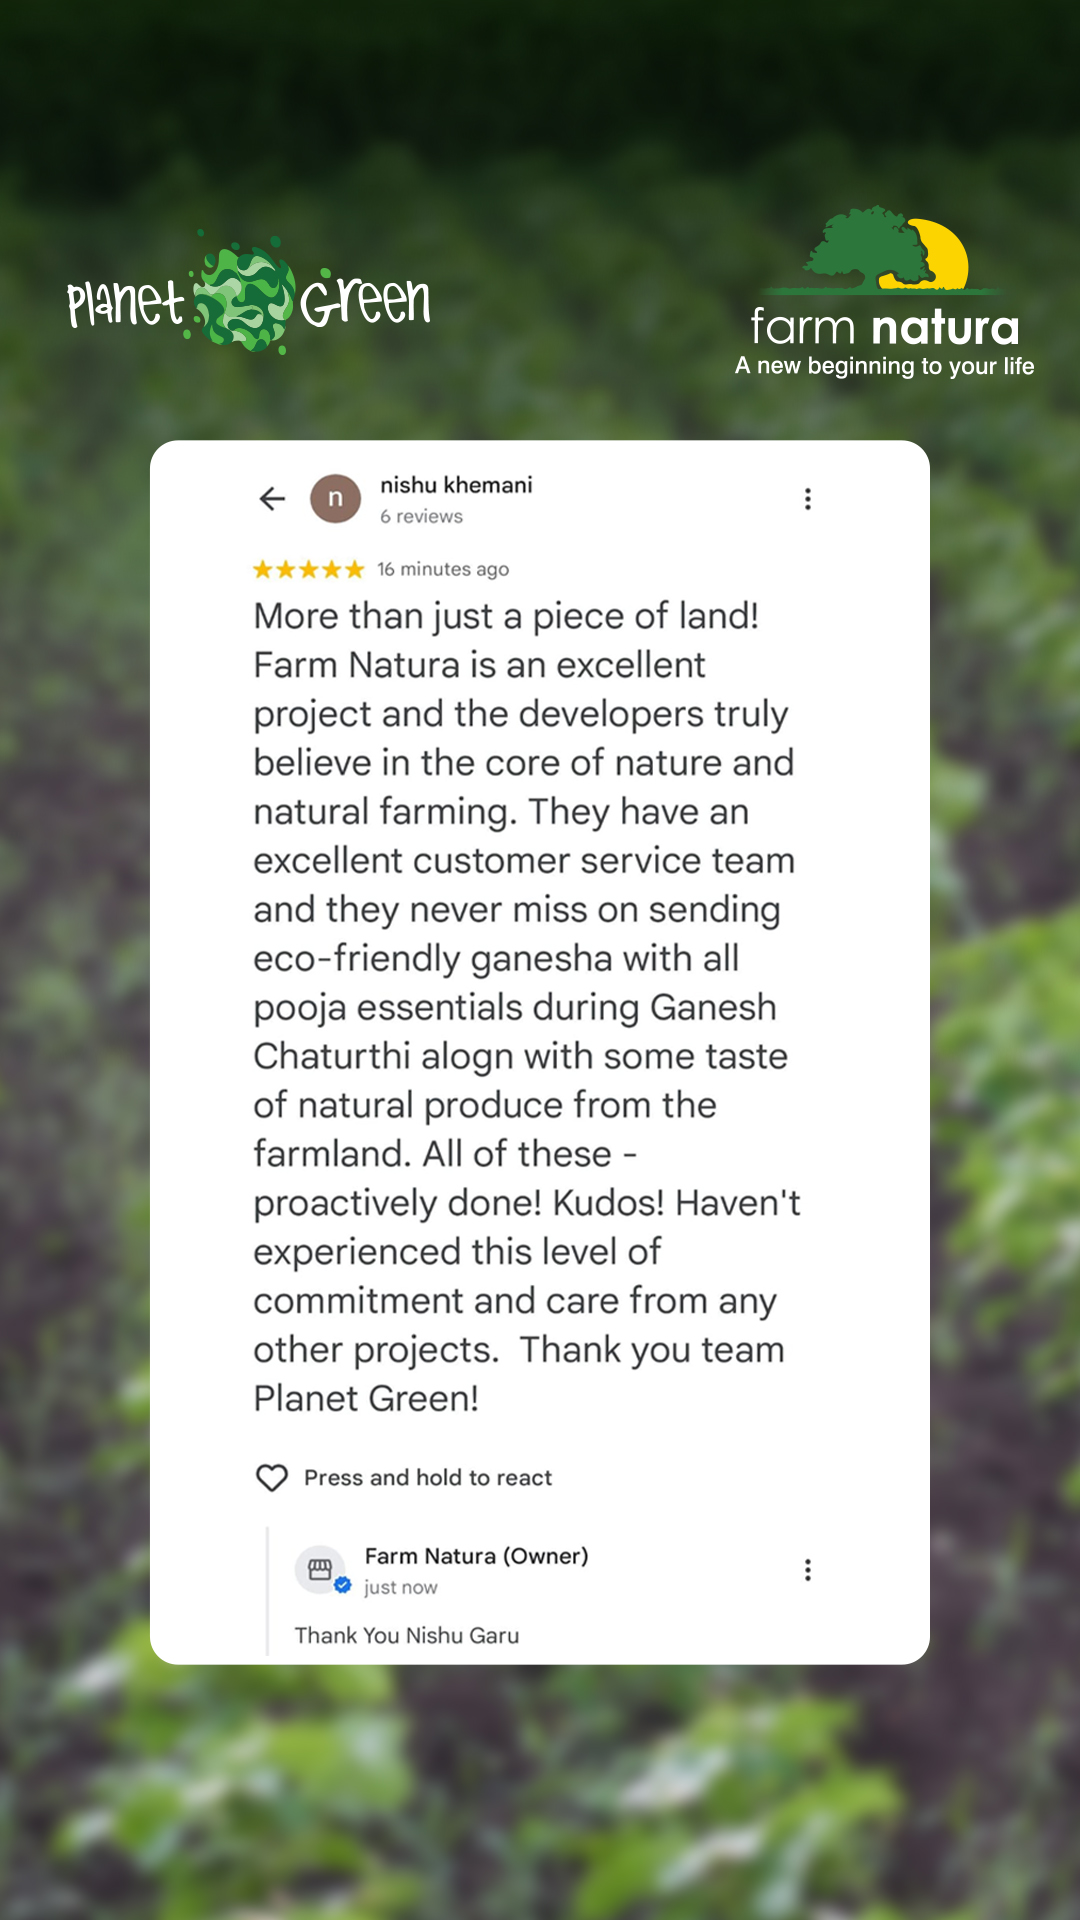 planet Green
farm natura
A new beginning to your life
n
nishu khemani
6 reviews
16 minutes ago
More than just a piece of land!
Farm Natura is an excellent
project and the developers truly
believe in the core of nature and
natural farming. They have an
excellent customer service team
and they never miss on sending
eco-friendly ganesha with all
pooja essentials during Ganesh
Chaturthi alogn with some taste
of natural produce from the
farmland. All of these -
proactively done! Kudos! Haven't
experienced this level of
commitment and care from any
other projects.  Thank you team
Planet Green!
Press and hold to react
Farm Natura (Owner)
just now
Thank You Nishu Garu